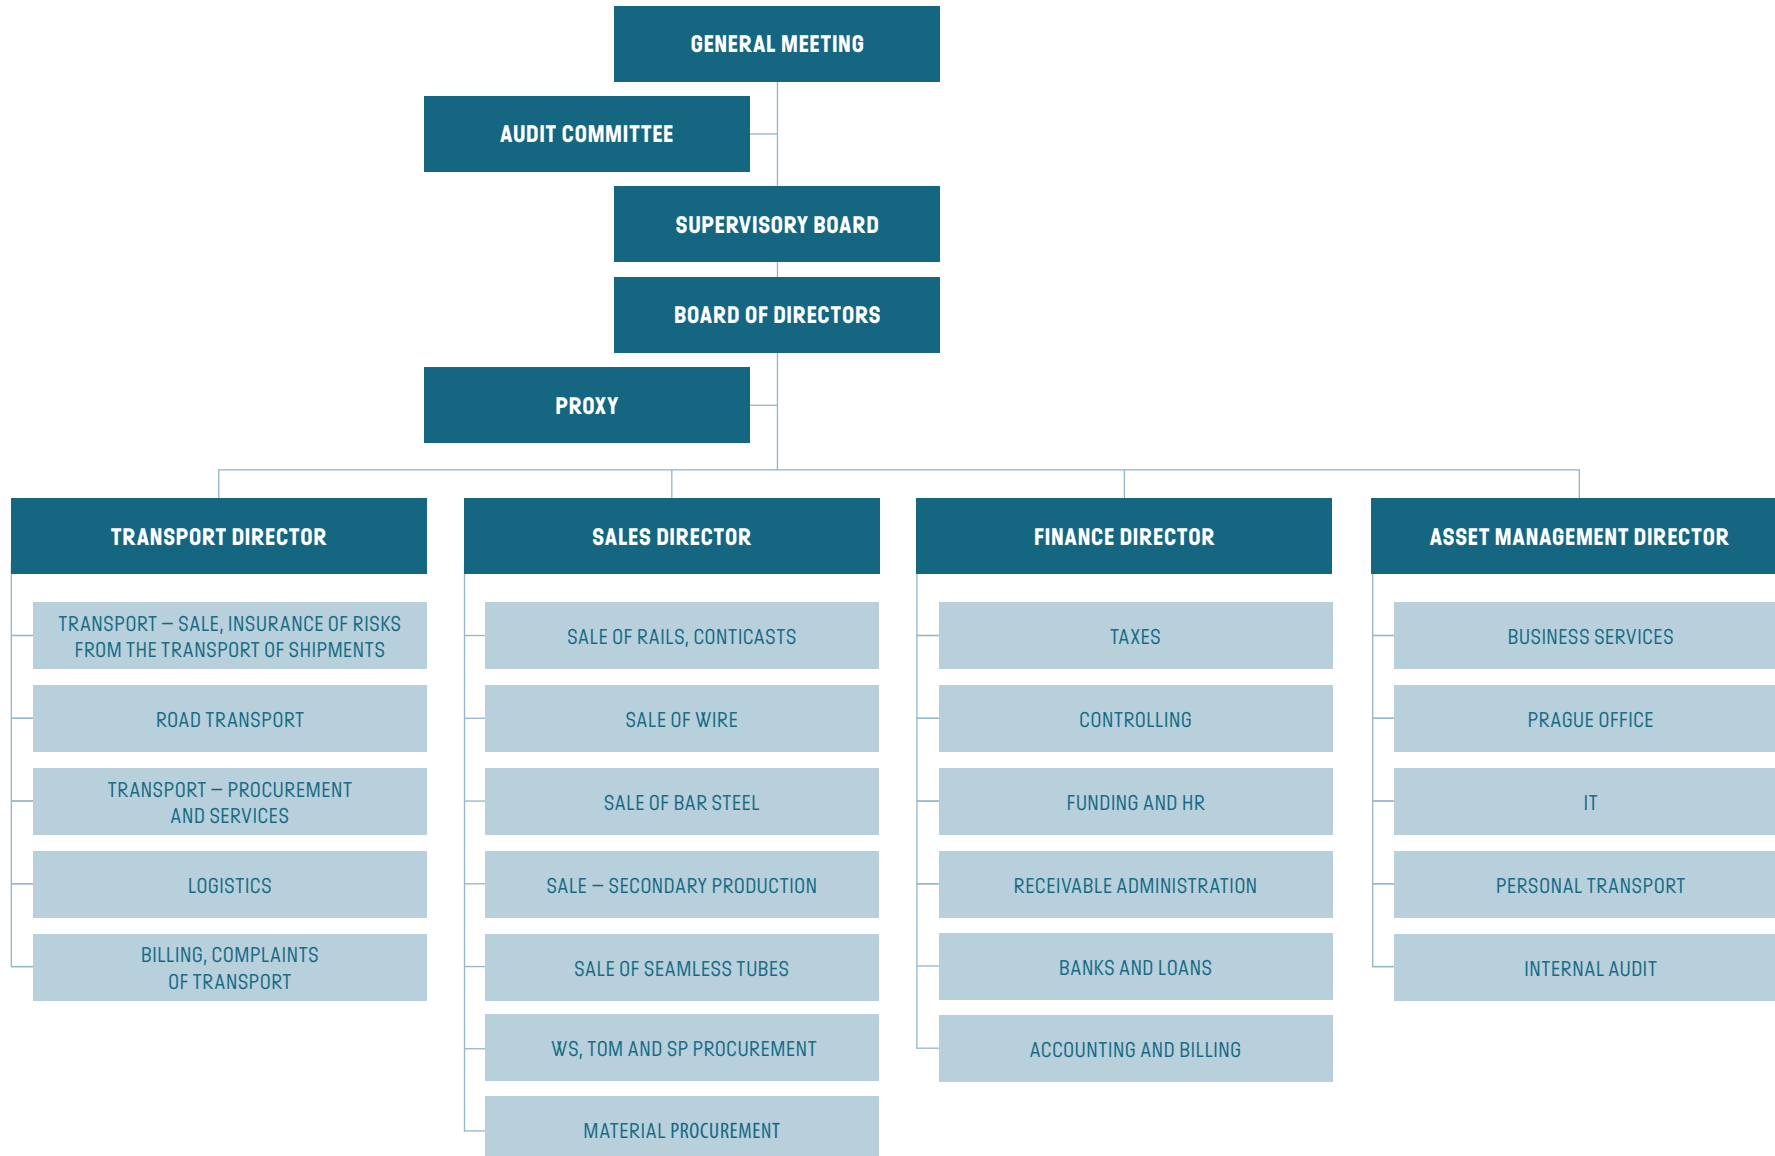 GENERAL MEETING
AUDIT COMMITTEE
SUPERVISORY BOARD
BOARD OF DIRECTORS
PROXY
TRANSPORT DIRECTOR
TRANSPORT – SALE, INSURANCE OF RISKS
FROM THE TRANSPORT OF SHIPMENTS
ROAD TRANSPORT
TRANSPORT – PROCUREMENT
AND SERVICES
LOGISTICS
BILLING, COMPLAINTS
OF TRANSPORT
SALES DIRECTOR
SALE OF RAILS, CONTICASTS
SALE OF WIRE
SALE OF BAR STEEL
SALE – SECONDARY PRODUCTION
SALE OF SEAMLESS TUBES
WS, TOM AND SP PROCUREMENT
MATERIAL PROCUREMENT
FINANCE DIRECTOR
TAXES
CONTROLLING
FUNDING AND HR
RECEIVABLE ADMINISTRATION
BANKS AND LOANS
ACCOUNTING AND BILLING
ASSET MANAGEMENT DIRECTOR
BUSINESS SERVICES
PRAGUE OFFICE
IT
PERSONAL TRANSPORT
INTERNAL AUDIT